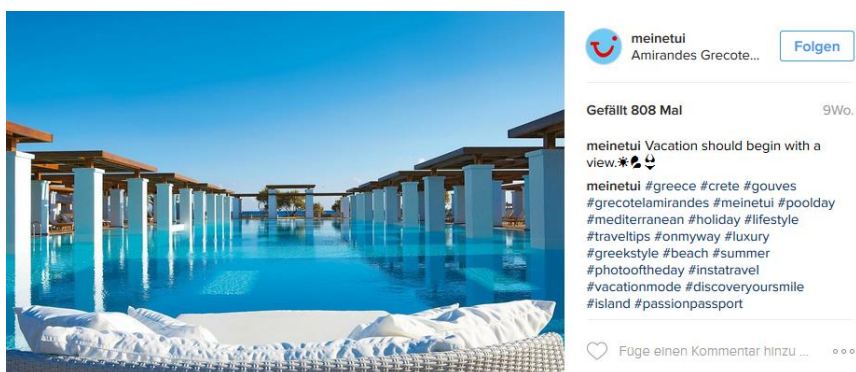 meinetui
Amirandes Grecote...
Folgen
Gefällt 808 Mal
9Wo.
meinetui Vacation should begin with a
view.
meinetui #greece #crete #gouves
#grecotelamirandes #meinetui #poolday
#mediterranean #holiday #lifestyle
#traveltips #onmyway #luxury
#greekstyle #beach #summer
#photooftheday #instatravel
#vacationmode #discoveryoursmile
#island #passionpassport
Füge einen Kommentar hinzu ...